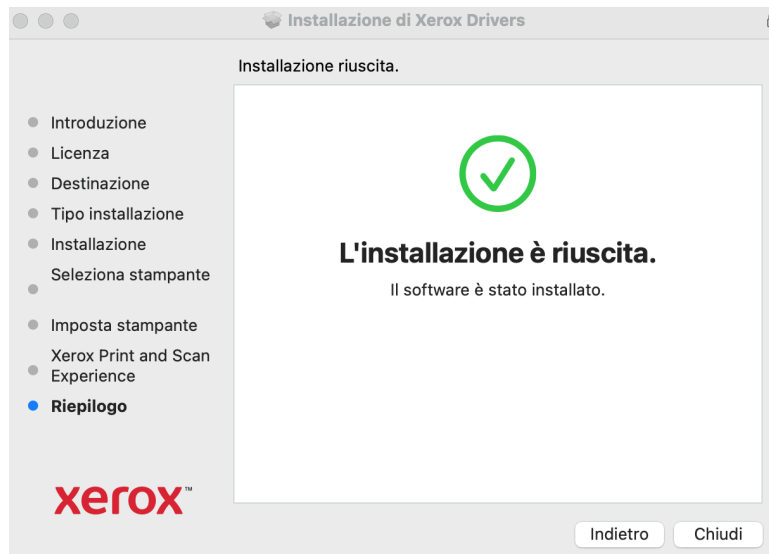 Installazione di Xerox Drivers
Installazione riuscita.
Introduzione
Licenza
Destinazione
Tipo installazione
Installazione
Seleziona stampante
Imposta stampante
Xerox Print and Scan
Experience
Riepilogo
L'installazione è riuscita.
Il software è stato installato.
xerox™
Indietro
Chiudi